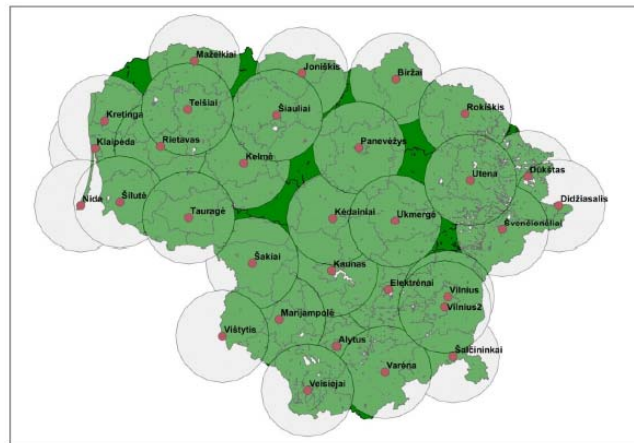 Mažeikiai
Joniškis
Biržai
Telšiai
Šiauliai
Rokiškis
Kretinga
Klaipėda
Rietavas
Panevėžys
Kelmė
Utena
Dūkštas
Nida
Šilutė
Didžiasalis
Tauragė
Kėdainiai
Ukmergė
Švenčionėliai
Šakiai
Kaunas
Elektrėnai
Vilnius
Vilnius2
Marijampolė
Vištytis
Alytus
Šalčininkai
Varėna
Veisiejai